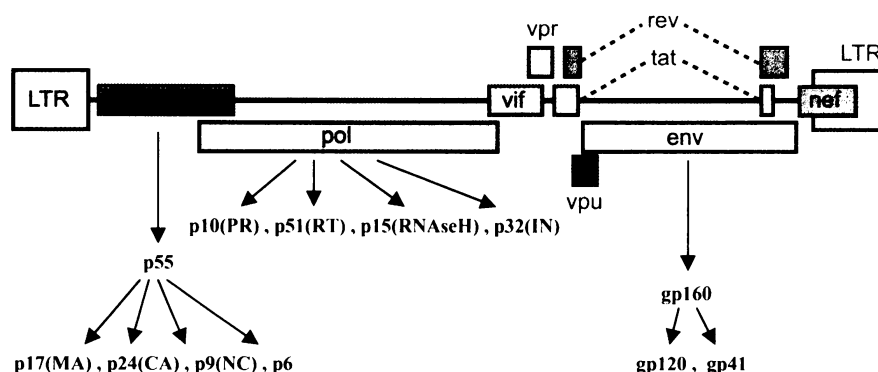 vpr rev
LTR
tat
LTR
vif
nef
pol
env
vpu
p10(PR) , p51(RT) , p15(RNAseH) , p32(IN)
p55
gp160
p17(MA) , p24(CA) , p9(NC) , p6
gp120 , gp41